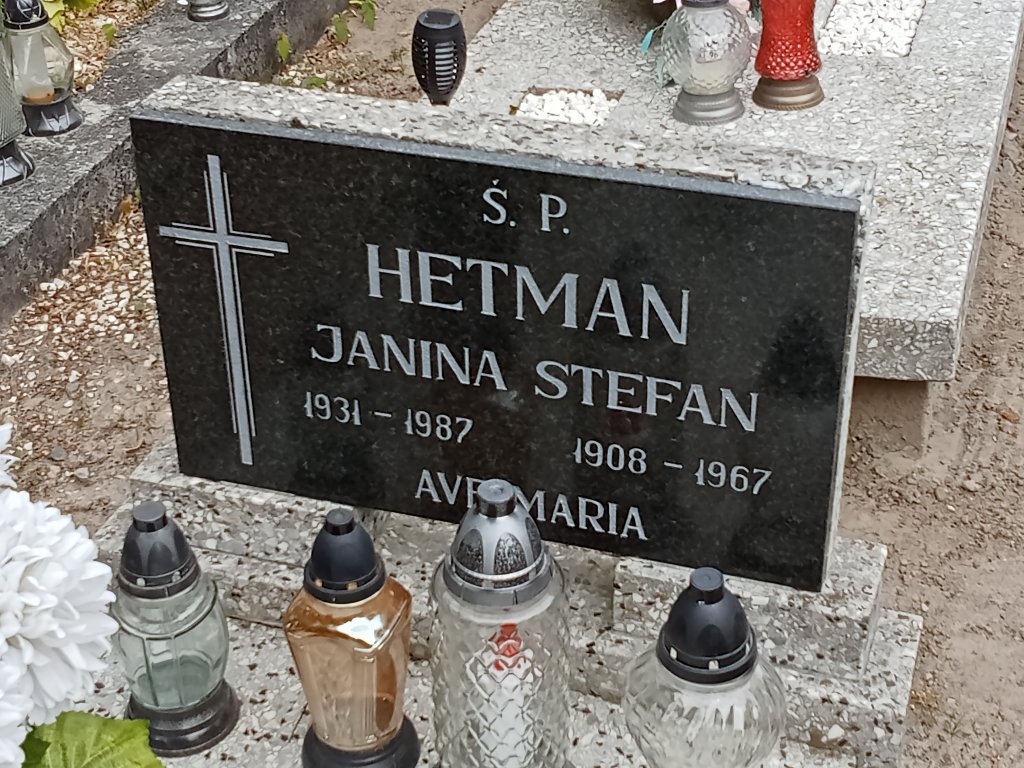 Ś. P.
HETMAN
JANINA STEFAN
1931 – 1987 1908 – 1967
AVE MARIA